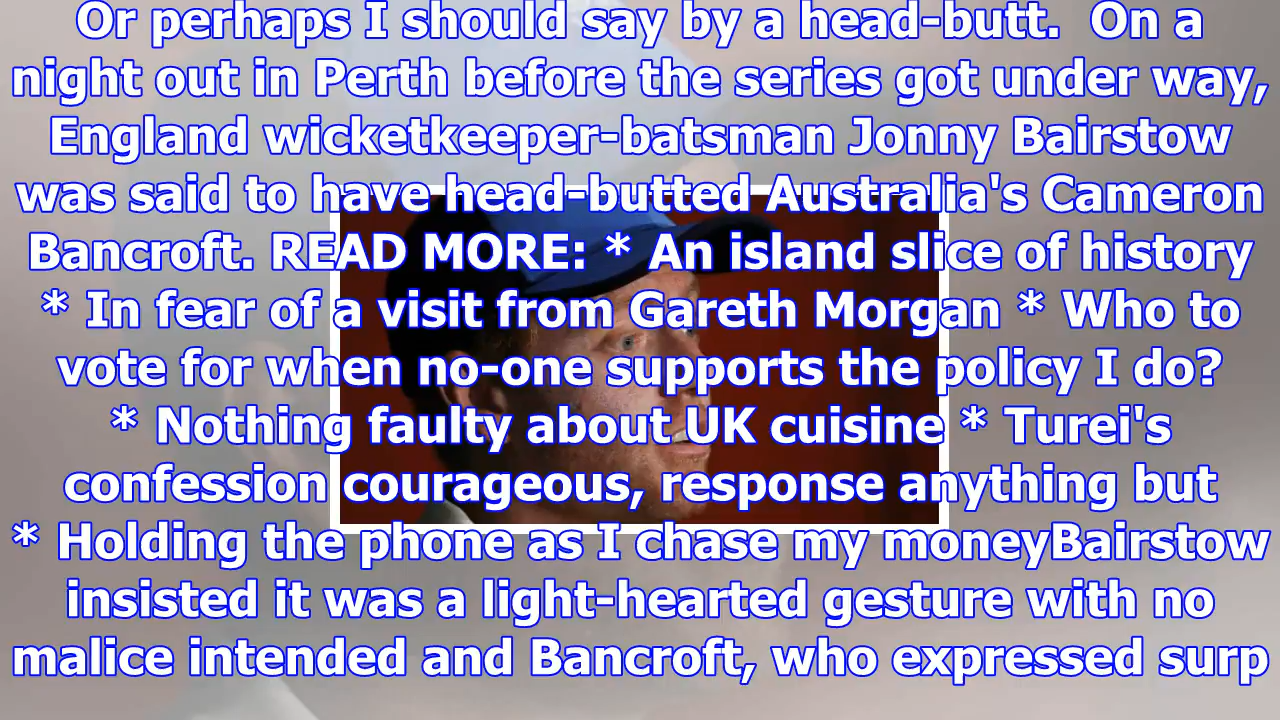 Or perhaps I should say by a head-butt.  On a
night out in Perth before the series got under way,
England wicketkeeper-batsman Jonny Bairstow
was said to have head-butted Australia's Cameron
Bancroft. READ MORE: * An island slice of history
* In fear of a visit from Gareth Morgan * Who to
vote for when no-one supports the policy I do?
* Nothing faulty about UK cuisine * Turei's
confession courageous, response anything but
* Holding the phone as I chase my moneyBairstow
insisted it was a light-hearted gesture with no
malice intended and Bancroft, who expressed surp